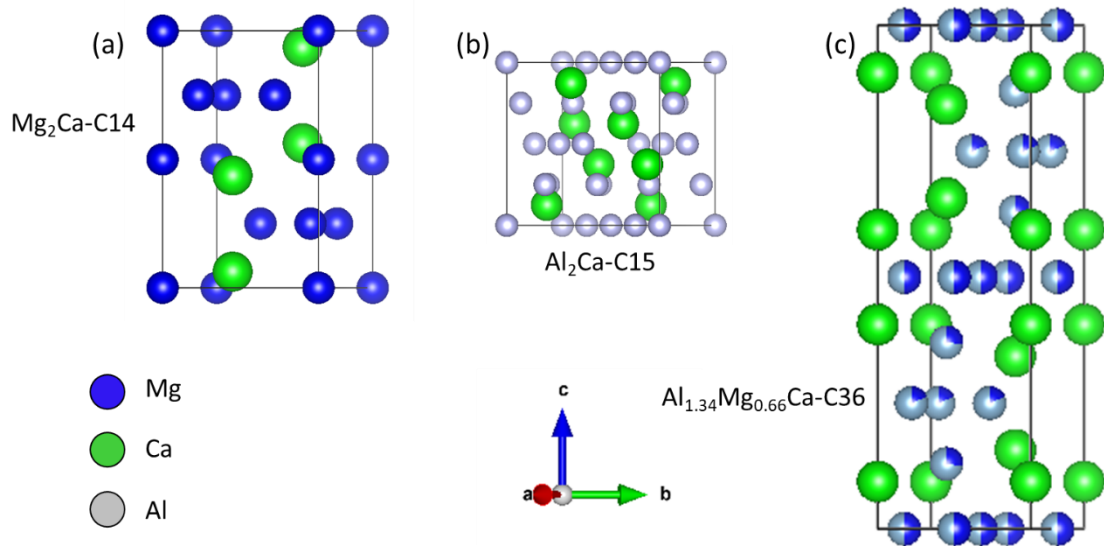 (a)
Mg₂Ca-C14
(b)
Al₂Ca-C15
(c)
Al₁.₃₄Mg₀.₆₆Ca-C36
Mg
Ca
Al
c
a
b